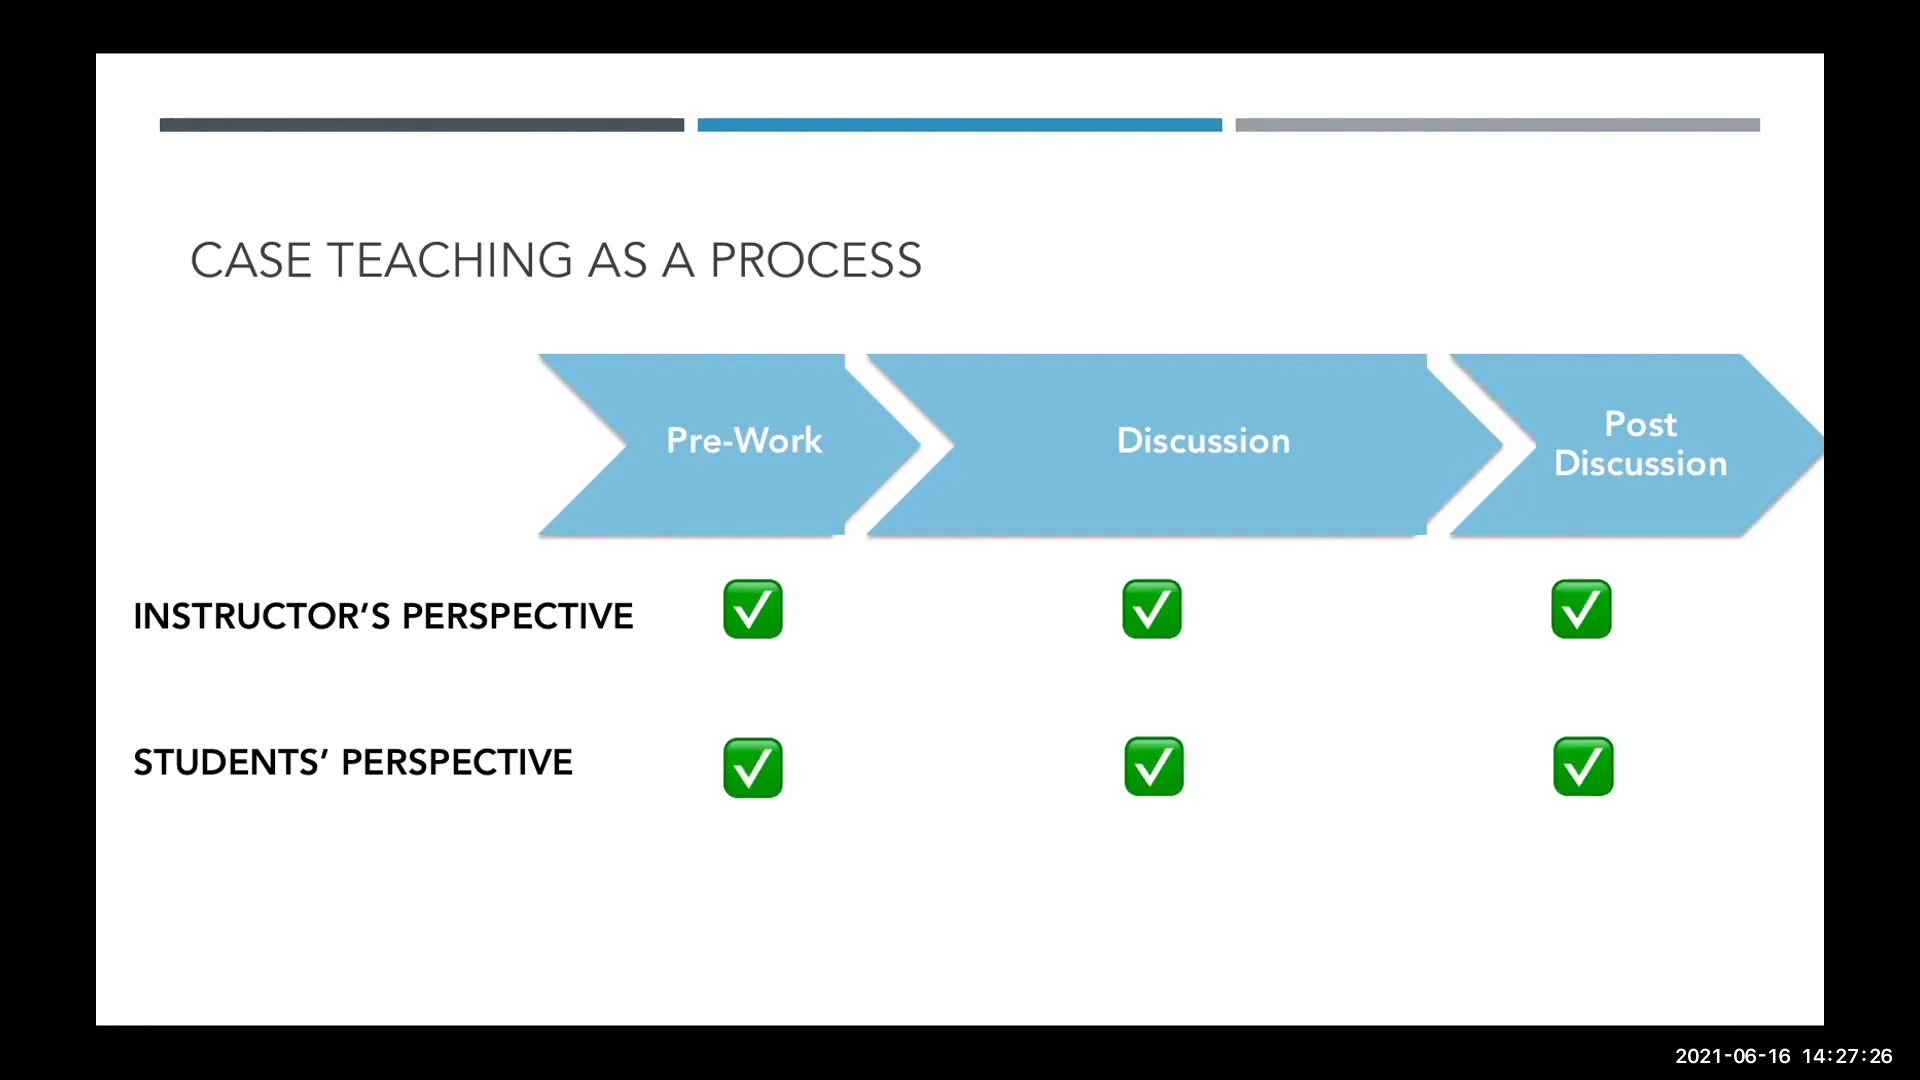 CASE TEACHING AS A PROCESS
Pre-Work
Discussion
Post
Discussion
INSTRUCTOR’S PERSPECTIVE
STUDENTS’ PERSPECTIVE
2021-06-16 14:27:26